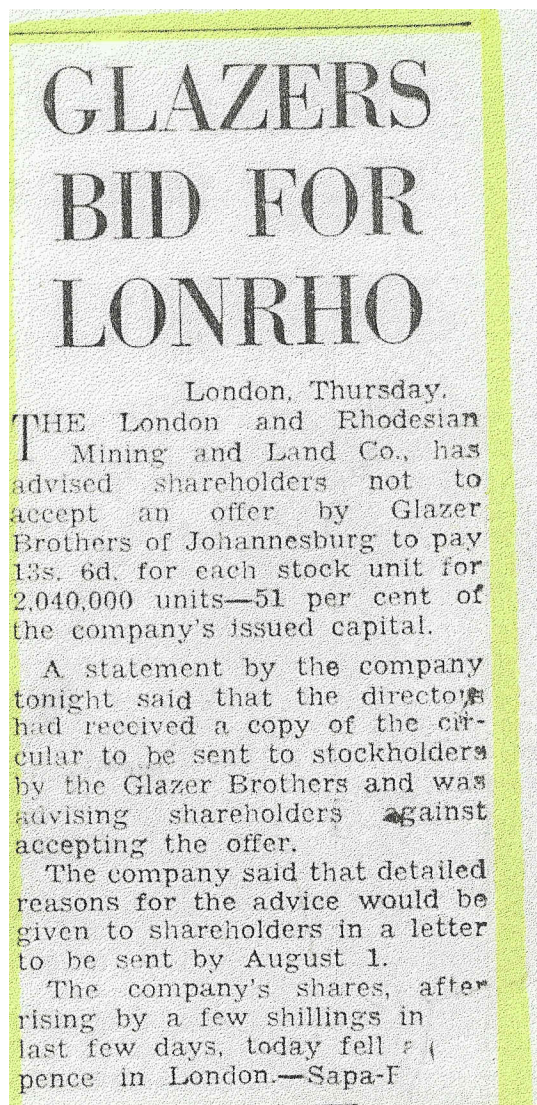 GLAZERS
BID FOR
LONRHO
London, Thursday.
THE London and Rhodesian
Mining and Land Co., has
advised shareholders not to
accept an offer by Glazer
Brothers of Johannesburg to pay
13s. 6d. for each stock unit for
2,040,000 units—51 per cent of
the company's issued capital.
A statement by the company
tonight said that the directors
had received a copy of the cir-
cular to be sent to stockholders
by the Glazer Brothers and was
advising shareholders against
accepting the offer.
The company said that detailed
reasons for the advice would be
given to shareholders in a letter
to be sent by August 1.
The company's shares, after
rising by a few shillings in
last few days, today fell
pence in London.—Sapa-